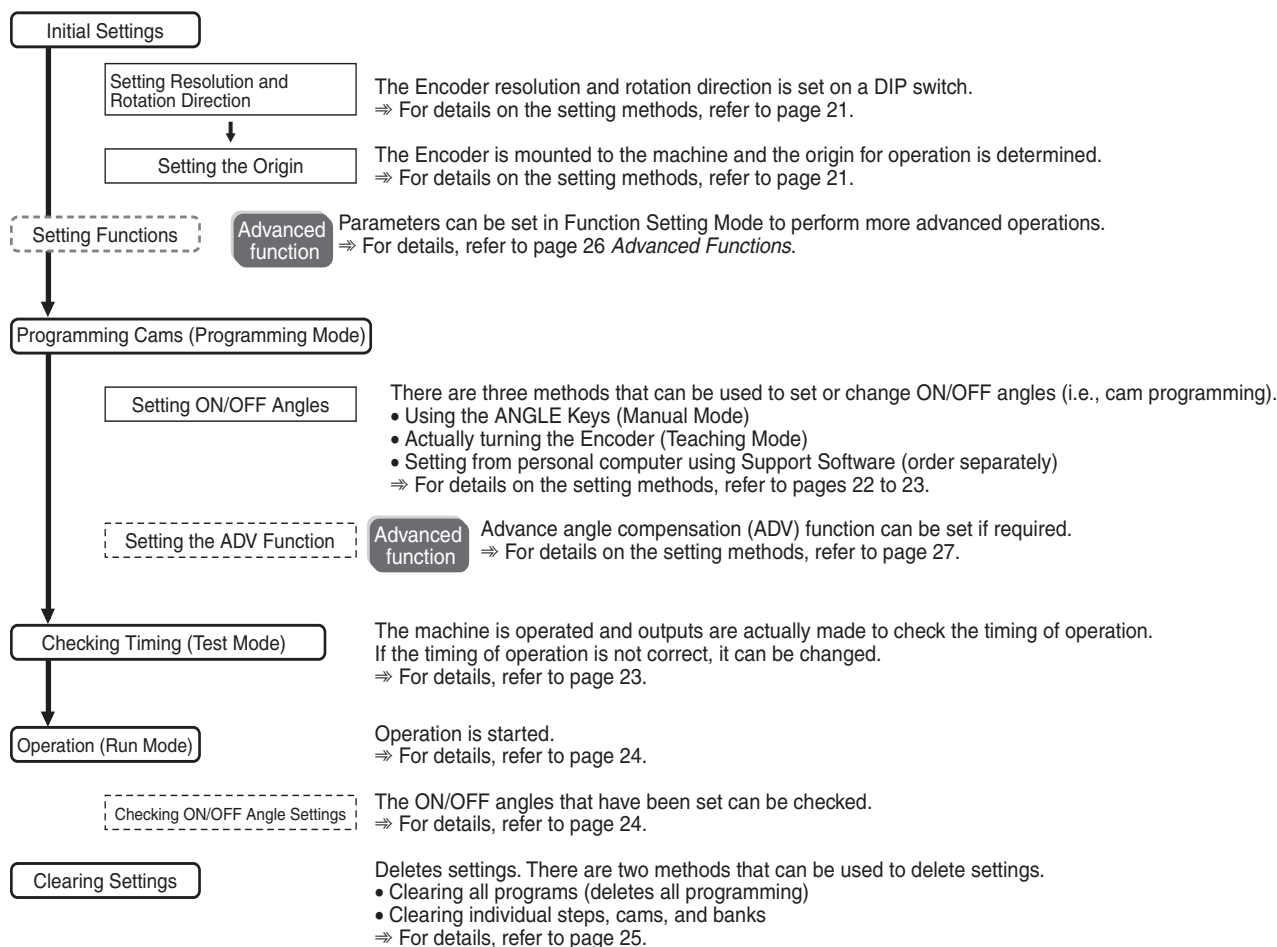 Initial Settings
Setting Resolution and
Rotation Direction
The Encoder resolution and rotation direction is set on a DIP switch.
⇒ For details on the setting methods, refer to page 21.
Setting the Origin
The Encoder is mounted to the machine and the origin for operation is determined.
⇒ For details on the setting methods, refer to page 21.
Setting Functions
Advanced
function
Parameters can be set in Function Setting Mode to perform more advanced operations.
⇒ For details, refer to page 26 Advanced Functions.
Programming Cams (Programming Mode)
Setting ON/OFF Angles
There are three methods that can be used to set or change ON/OFF angles (i.e., cam programming).
• Using the ANGLE Keys (Manual Mode)
• Actually turning the Encoder (Teaching Mode)
• Setting from personal computer using Support Software (order separately)
⇒ For details on the setting methods, refer to pages 22 to 23.
Setting the ADV Function
Advanced
function
Advance angle compensation (ADV) function can be set if required.
⇒ For details on the setting methods, refer to page 27.
Checking Timing (Test Mode)
The machine is operated and outputs are actually made to check the timing of operation.
If the timing of operation is not correct, it can be changed.
⇒ For details, refer to page 23.
Operation (Run Mode)
Operation is started.
⇒ For details, refer to page 24.
Checking ON/OFF Angle Settings
The ON/OFF angles that have been set can be checked.
⇒ For details, refer to page 24.
Clearing Settings
Deletes settings. There are two methods that can be used to delete settings.
• Clearing all programs (deletes all programming)
• Clearing individual steps, cams, and banks
⇒ For details, refer to page 25.